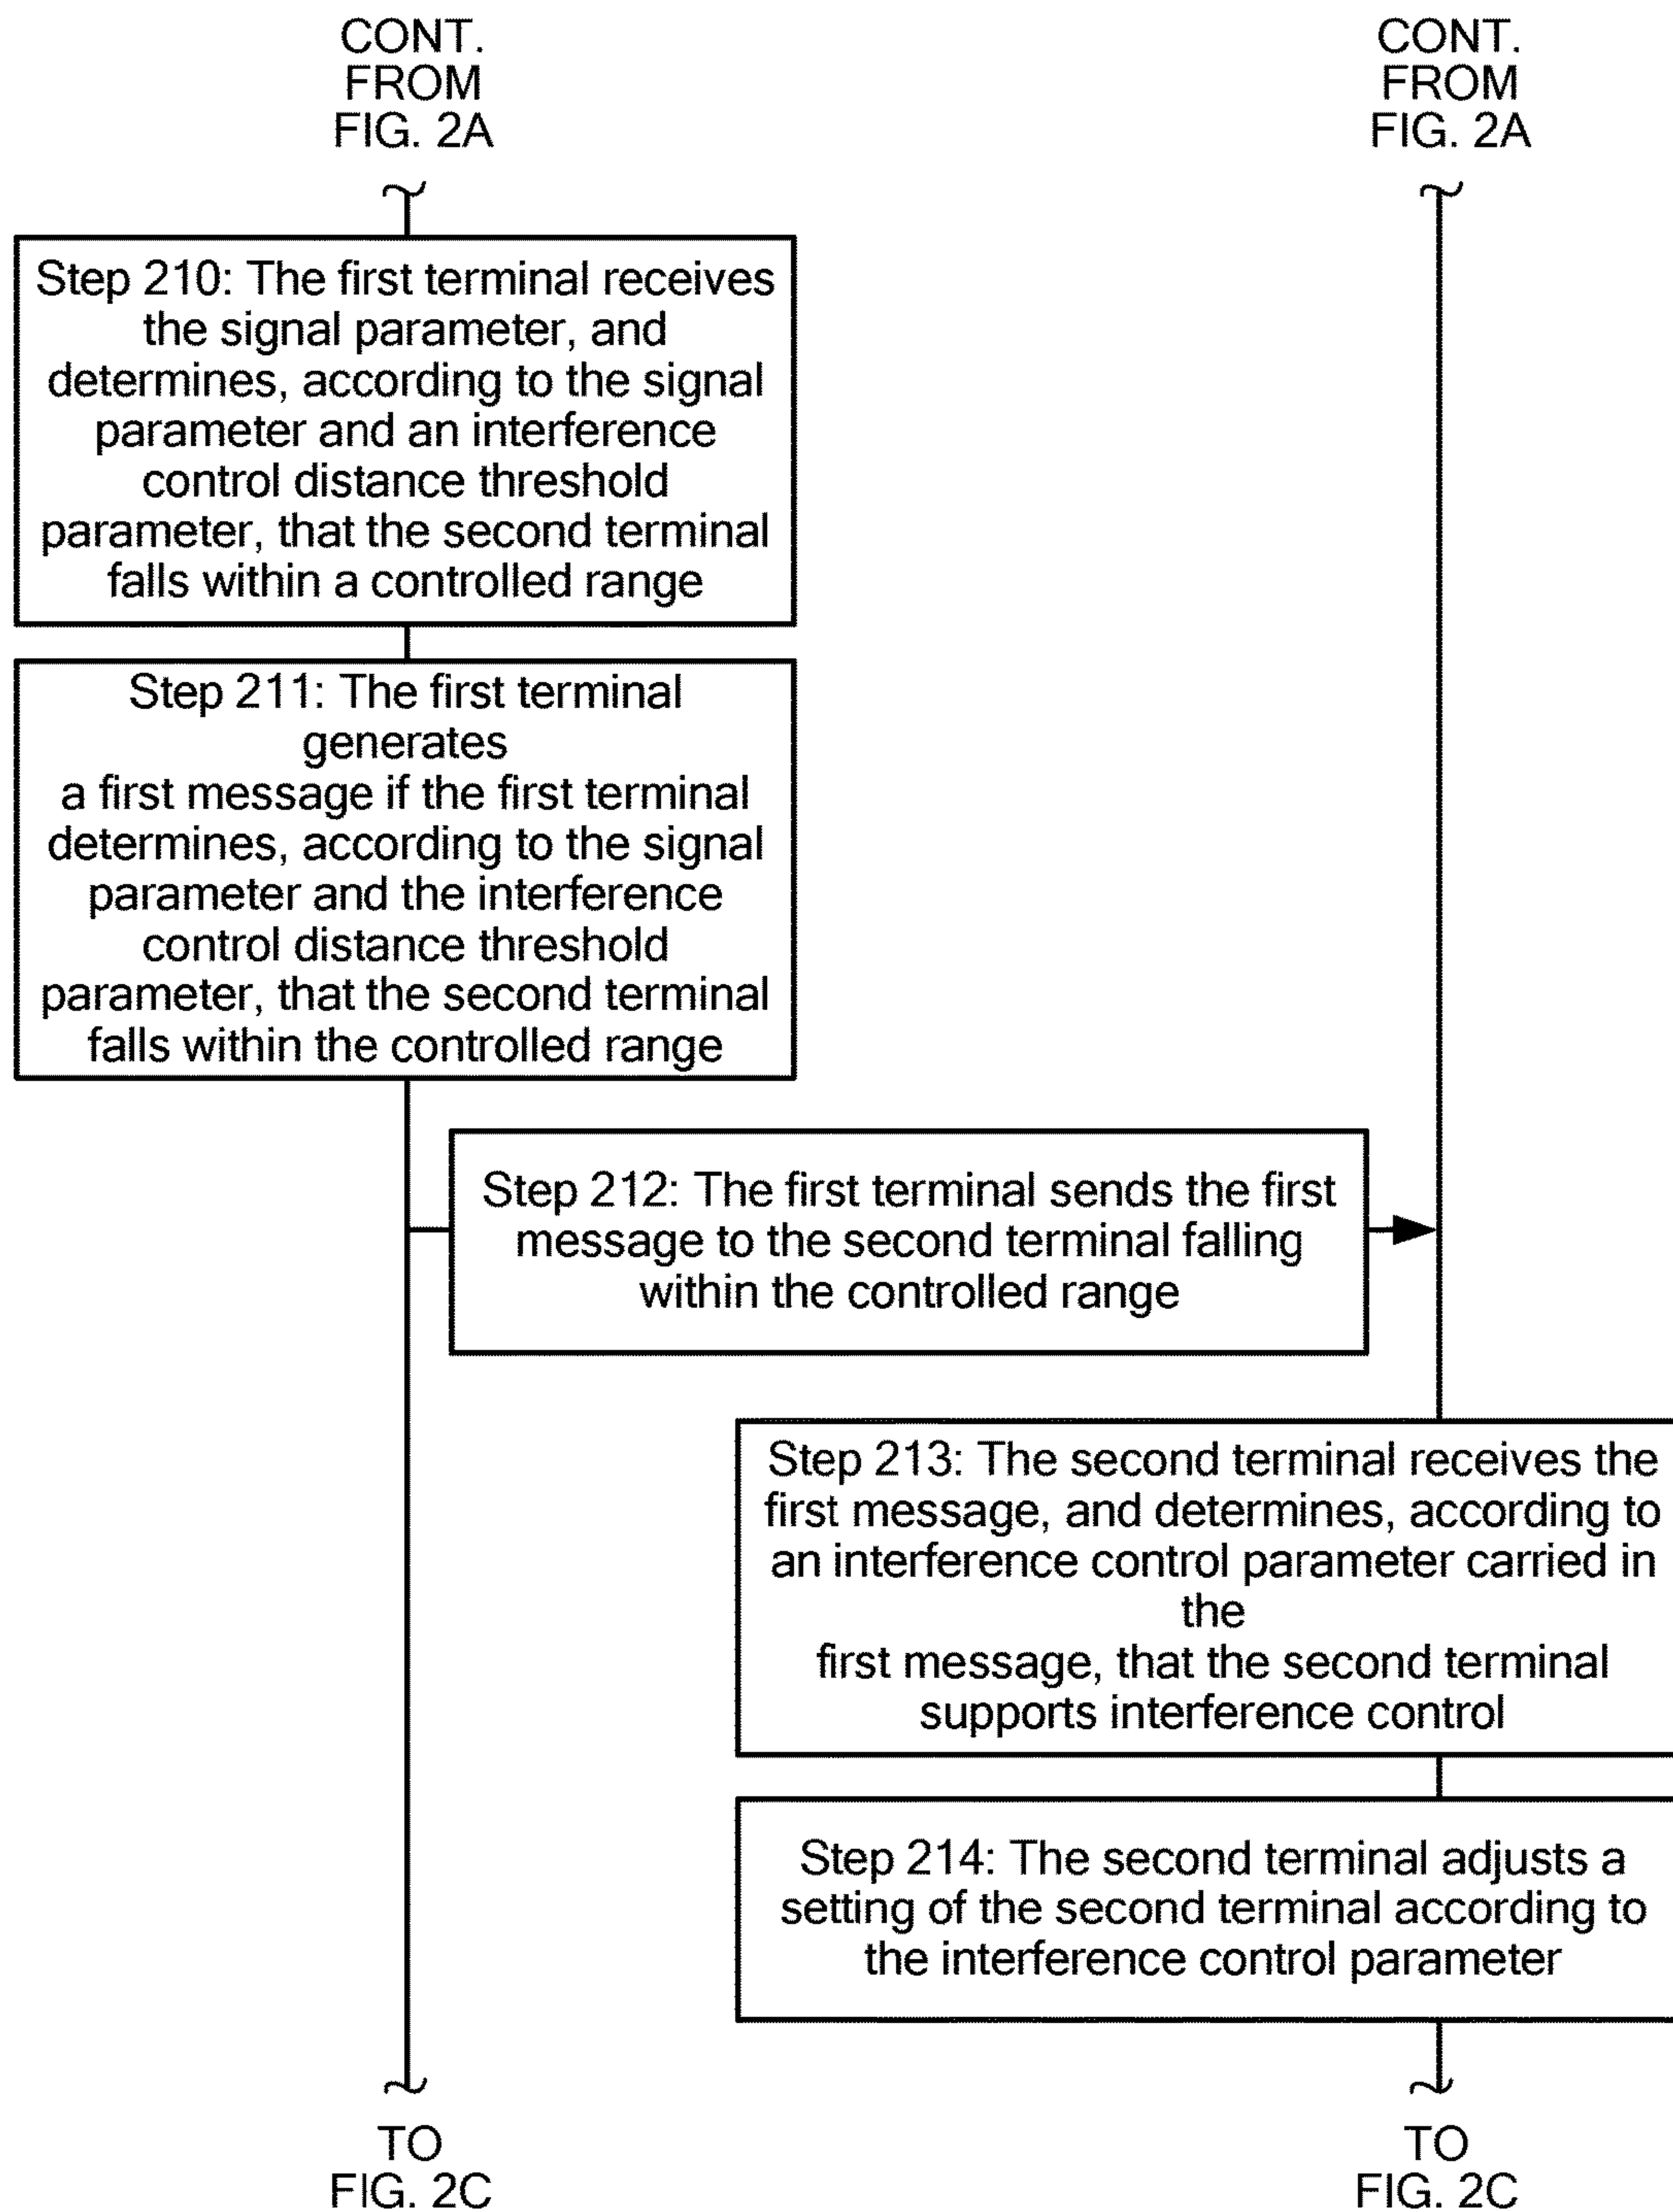 CONT.
FROM
FIG. 2A
CONT.
FROM
FIG. 2A
Step 210: The first terminal receives
the signal parameter, and
determines, according to the signal
parameter and an interference
control distance threshold
parameter, that the second terminal
falls within a controlled range
Step 211: The first terminal
generates
a first message if the first terminal
determines, according to the signal
parameter and the interference
control distance threshold
parameter, that the second terminal
falls within the controlled range
Step 212: The first terminal sends the first
message to the second terminal falling
within the controlled range
Step 213: The second terminal receives the
first message, and determines, according to
an interference control parameter carried in
the
first message, that the second terminal
supports interference control
Step 214: The second terminal adjusts a
setting of the second terminal according to
the interference control parameter
TO
FIG. 2C
TO
FIG. 2C